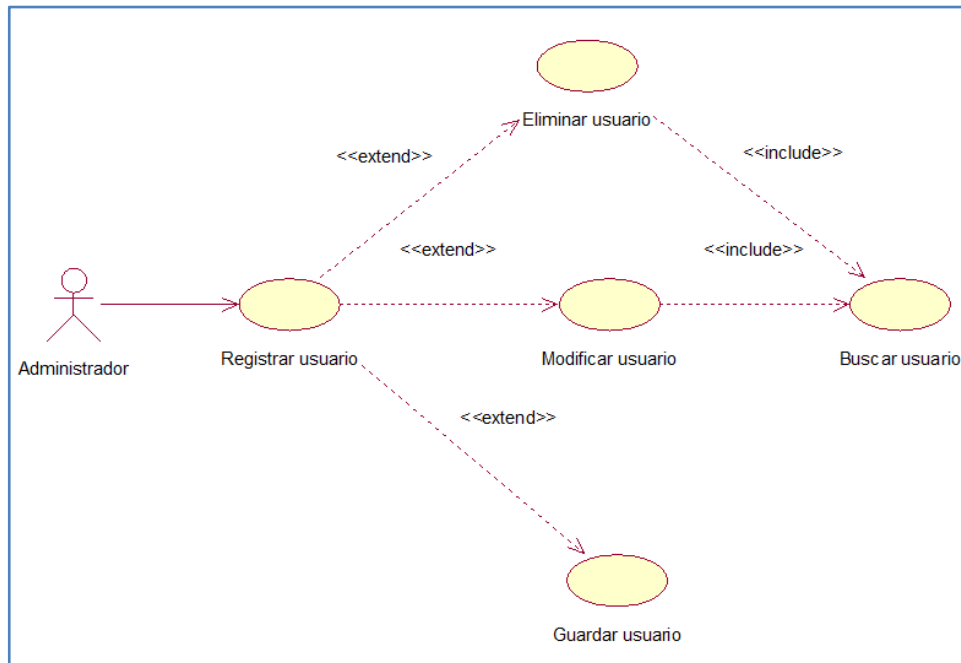 Eliminar usuario
<<extend>>
<<include>>
<<extend>>
<<include>>
Administrador
Registrar usuario
Modificar usuario
Buscar usuario
<<extend>>
Guardar usuario